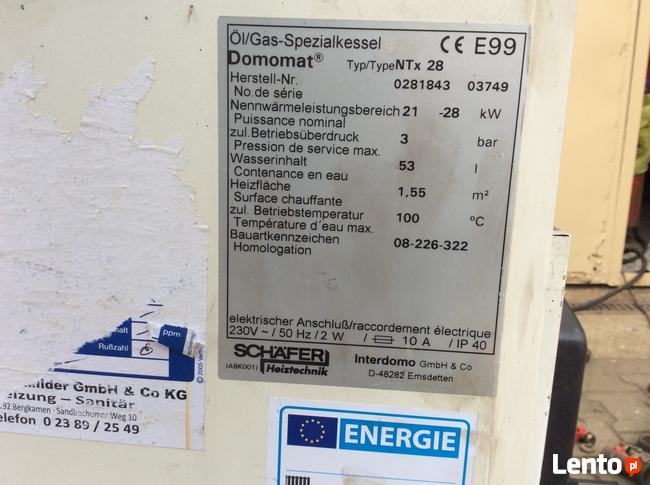 Öl/Gas-Spezialkessel CE E99
Domomat® Typ/Type NTx 28
Herstell-Nr. 0281843 03749
No.de série
Nennwärmeleistungsbereich 21 -28 kW
Puissance nominal
zul.Betriebsüberdruck 3 bar
Pression de service max.
Wasserinhalt 53 l
Contenance en eau
Heizfläche 1,55 m²
Surface chauffante
zul. Betriebstemperatur 100 °C
Température d'eau max.
Bauartkennzeichen 08-226-322
Homologation
elektrischer Anschluß/raccordement électrique
230V ~ / 50 Hz / 2 W / 10 A / IP 40
SCHÄFER Interdomo GmbH & Co
(ABK001) Heiztechnik D-48282 Emsdetten
ppm
Rußzahl
GmbH & Co KG
eizung – Sanitär
92 Bergkamen - Sandbochumer Weg 10
elefon 0 23 89 / 25 49
ENERGIE
Lento pl